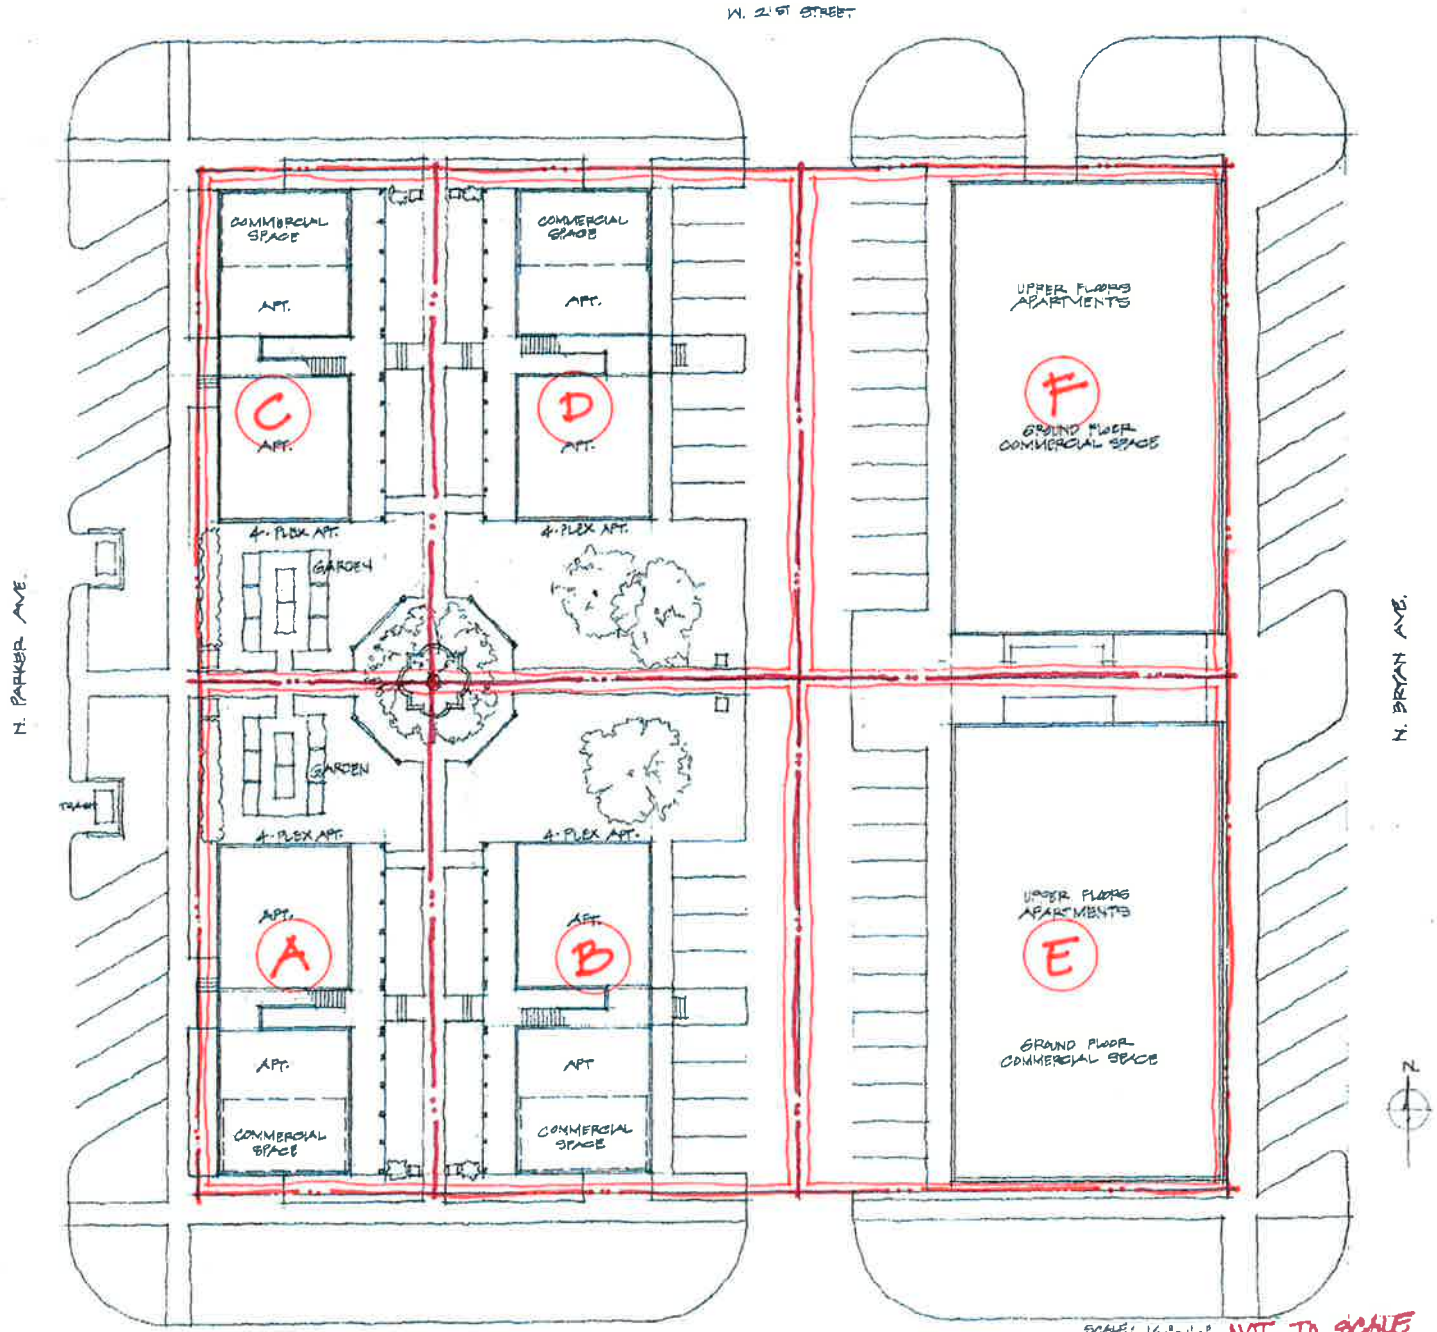 W. 21ST STREET
COMMERCIAL
SPACE
COMMERCIAL
SPACE
UPPER FLOORS
APARTMENTS
APT.
APT.
C
D
F
APT.
APT.
GROUND FLOOR
COMMERCIAL SPACE
4-PLEX APT.
4-PLEX APT.
GARDEN
N. PARKER AVE.
N. BRYAN AVE.
GARDEN
TRASH
4-PLEX APT.
4-PLEX APT.
APT.
APT.
UPPER FLOORS
APARTMENTS
A
B
E
APT.
APT
GROUND FLOOR
COMMERCIAL SPACE
COMMERCIAL
SPACE
COMMERCIAL
SPACE
N
SCALE: NOT TO SCALE